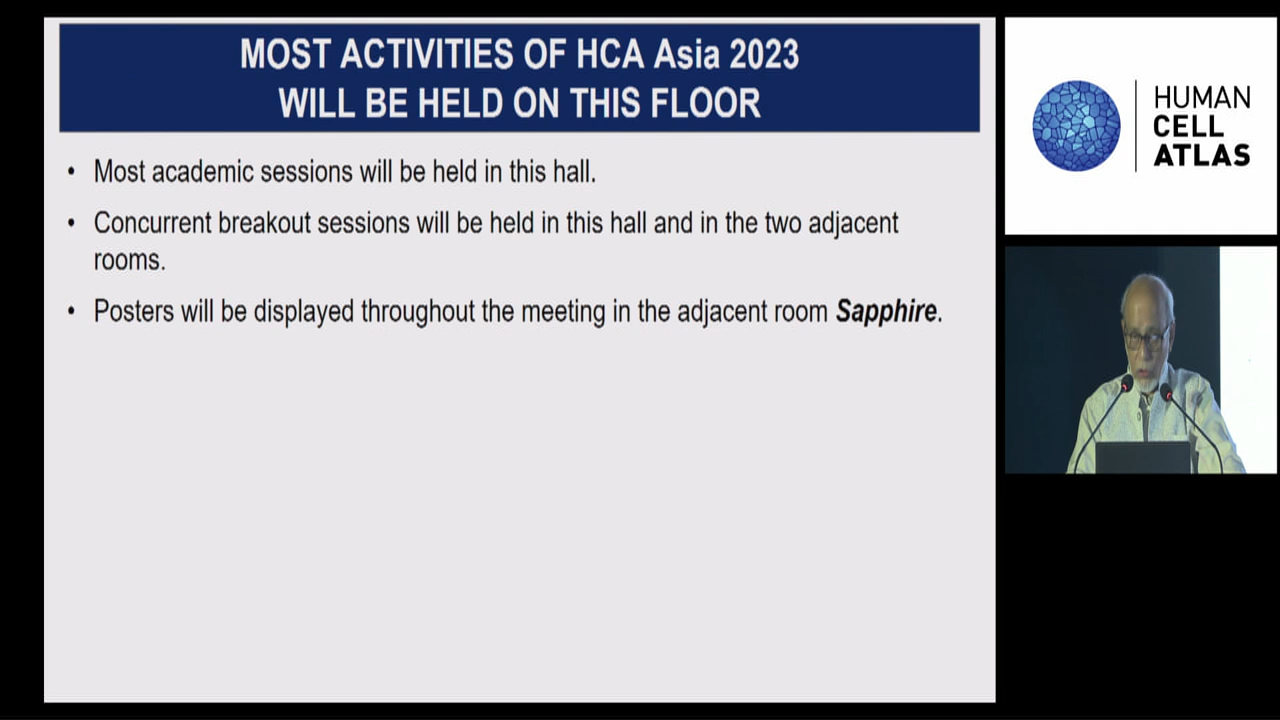 MOST ACTIVITIES OF HCA Asia 2023
WILL BE HELD ON THIS FLOOR
• Most academic sessions will be held in this hall.
• Concurrent breakout sessions will be held in this hall and in the two adjacent
rooms.
• Posters will be displayed throughout the meeting in the adjacent room Sapphire.
HUMAN
CELL
ATLAS